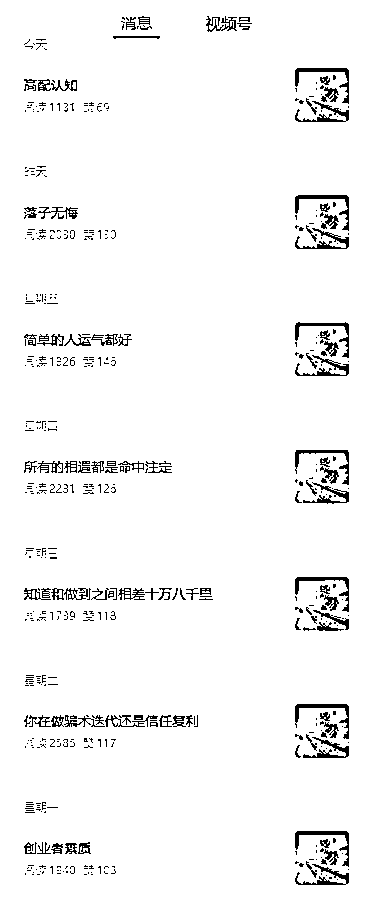 消息 视频号
今天
高配认知
阅读1131 赞69
昨天
落子无悔
阅读2030 赞130
星期五
简单的人运气都好
阅读1326 赞146
星期四
所有的相遇都是命中注定
阅读2231 赞126
星期三
知道和做到之间相差十万八千里
阅读1739 赞118
星期二
你在做骗术迭代还是信任复利
阅读2585 赞117
星期一
创业者素质
阅读1840 赞103